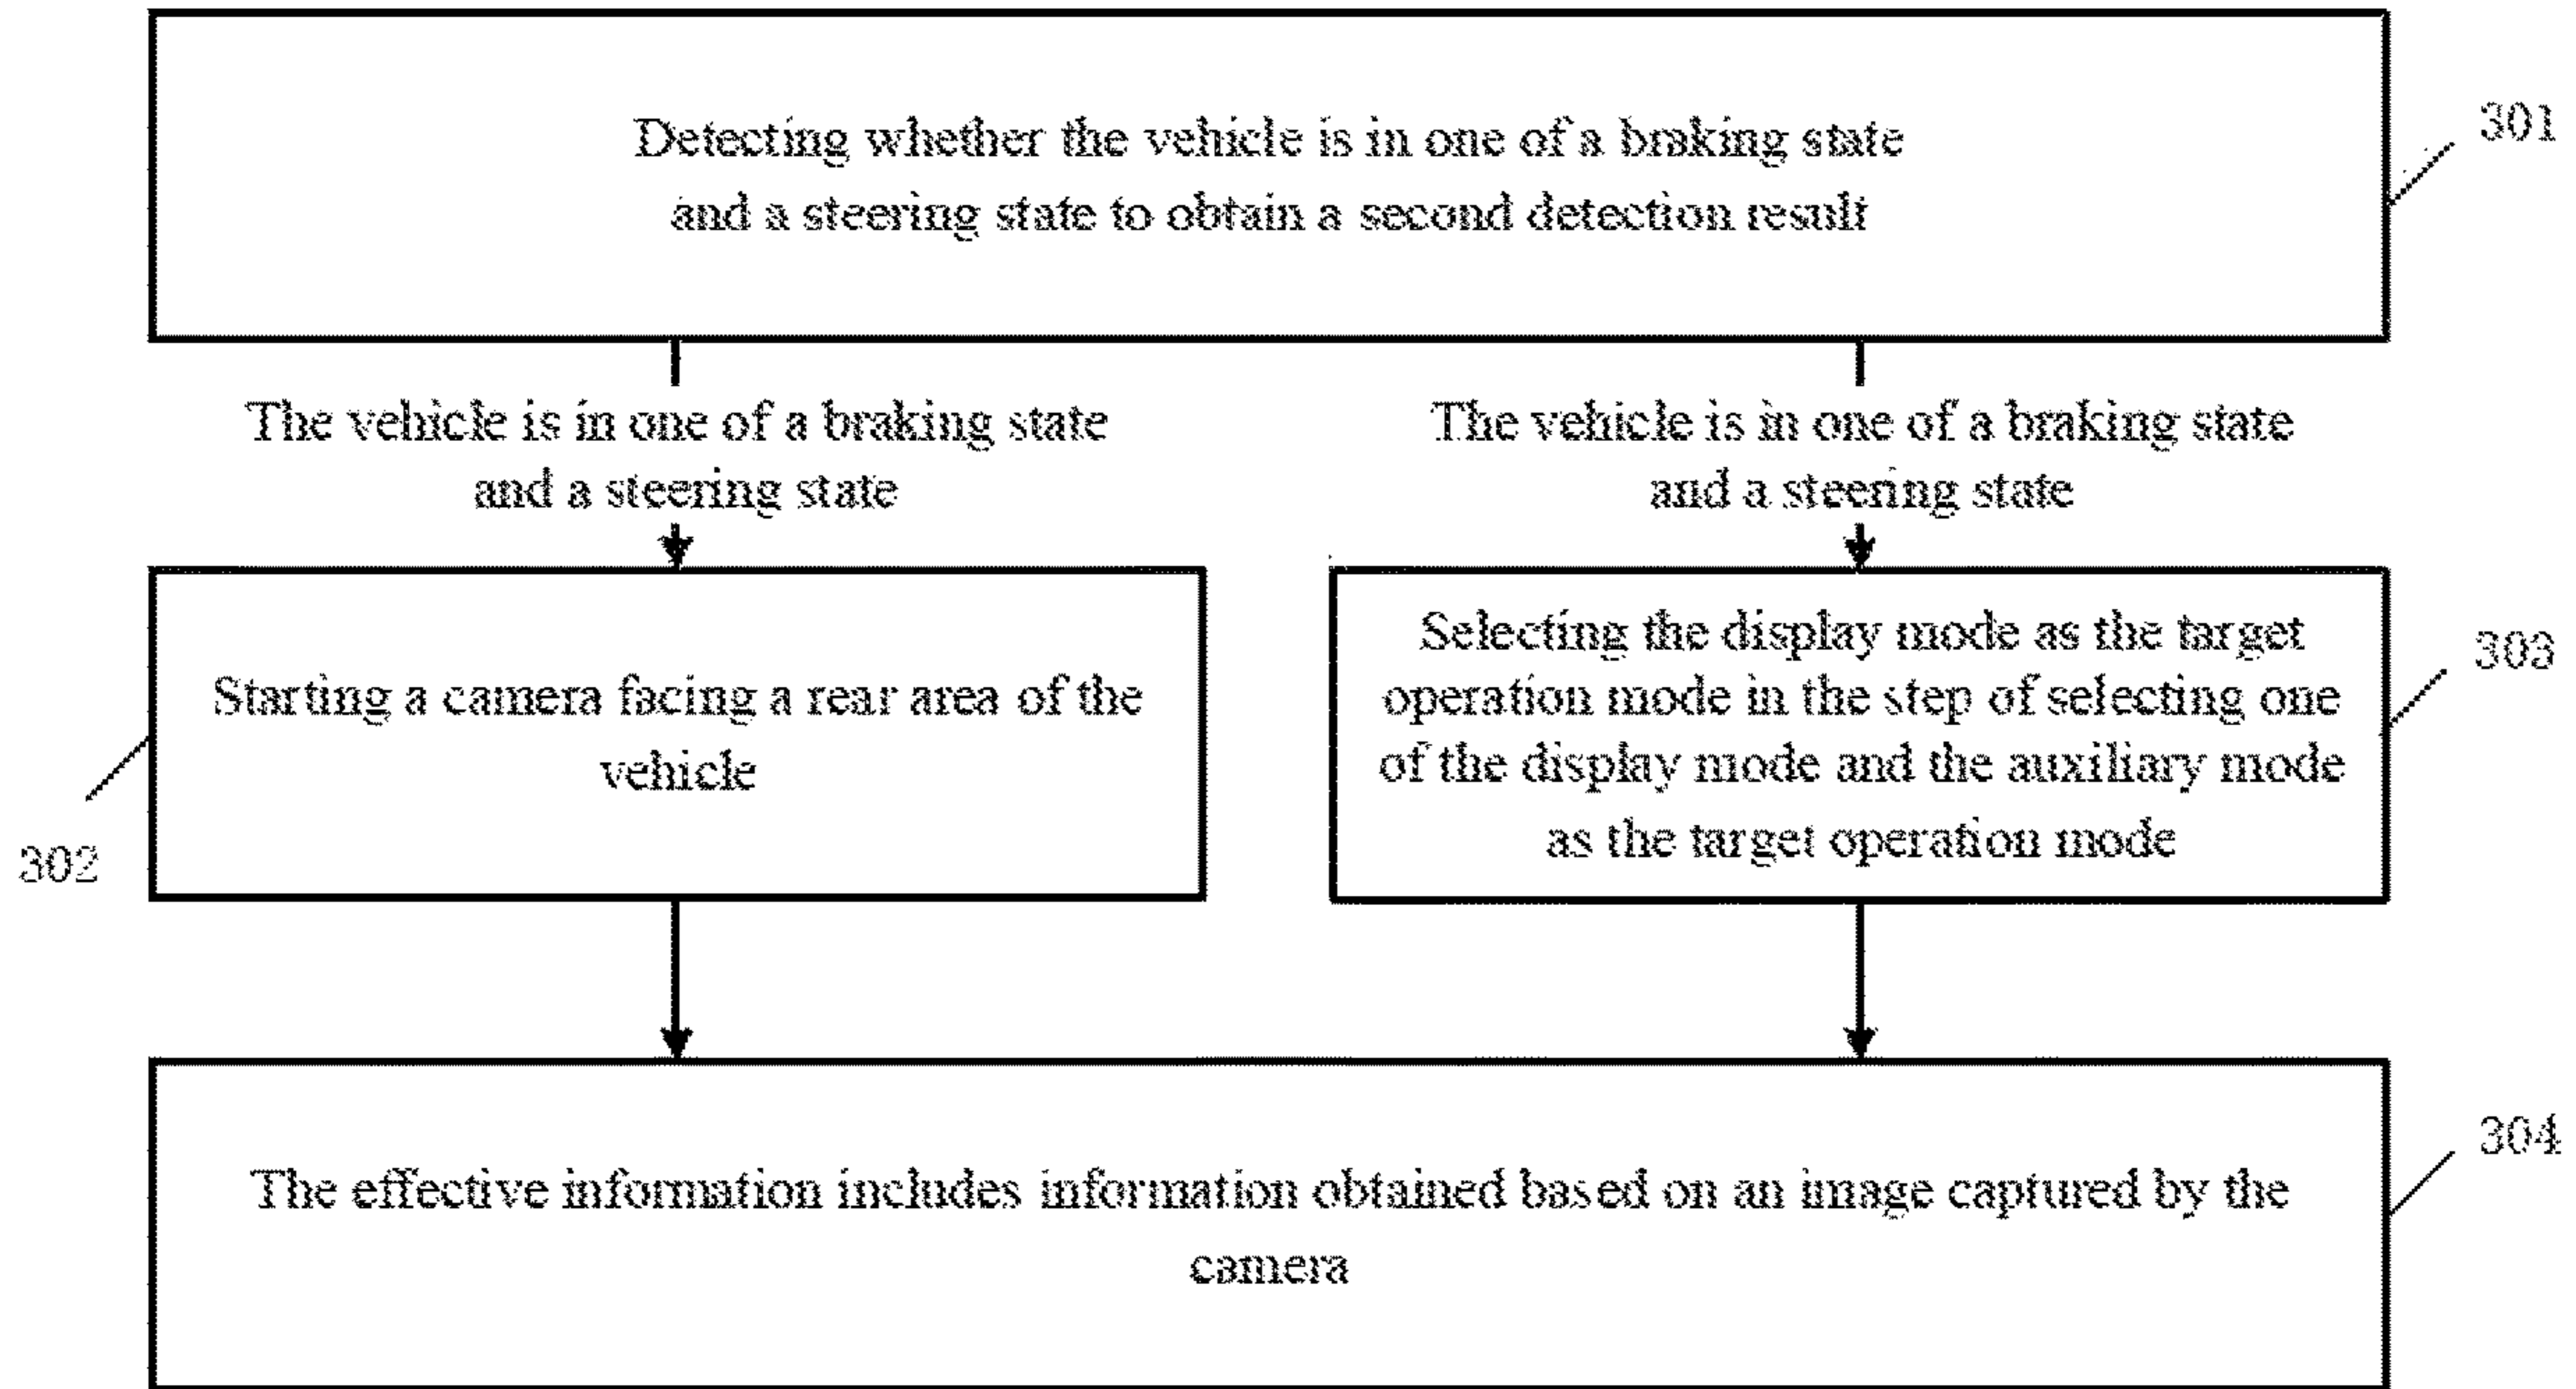 Detecting whether the vehicle is in one of a braking state
and a steering state to obtain a second detection result
301
The vehicle is in one of a braking state
and a steering state
The vehicle is in one of a braking state
and a steering state
Starting a camera facing a rear area of the
vehicle
302
Selecting the display mode as the target
operation mode in the step of selecting one
of the display mode and the auxiliary mode
as the target operation mode
303
The effective information includes information obtained based on an image captured by the
camera
304